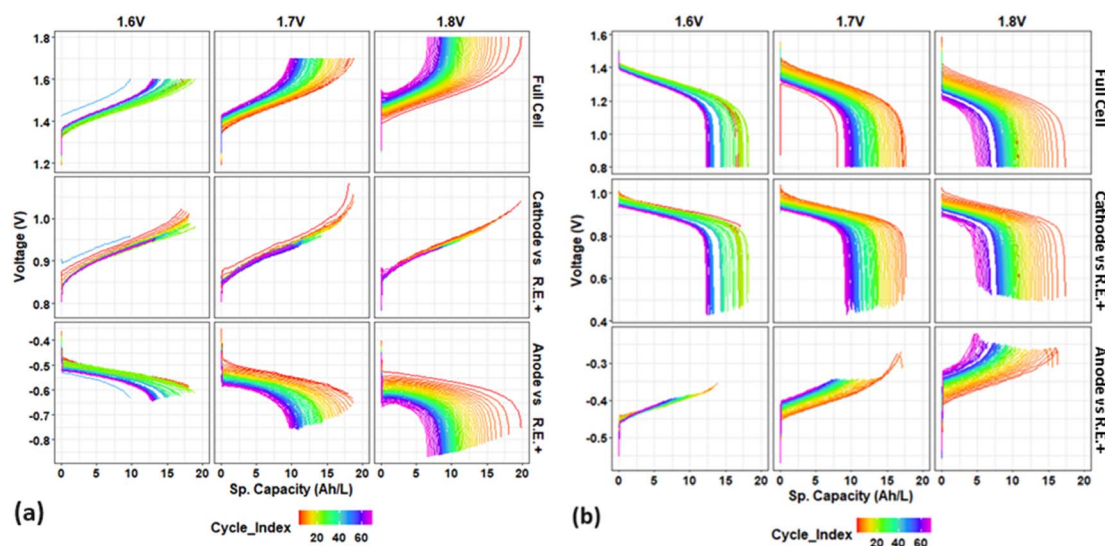 1.6V 1.7V 1.8V
1.8
1.6
1.4
1.2
Full Cell
1.0
0.9
0.8
Cathode vs R.E.+
-0.4
-0.5
-0.6
-0.7
-0.8
Anode vs R.E.+
Voltage (V)
0 5 10 15 20 0 5 10 15 20 0 5 10 15 20
Sp. Capacity (Ah/L)
(a)
Cycle_Index
20 40 60
1.6V 1.7V 1.8V
1.6
1.4
1.2
1.0
0.8
Full Cell
1.0
0.8
0.6
0.4
Cathode vs R.E.+
-0.3
-0.4
-0.5
Anode vs R.E.+
Voltage (V)
0 5 10 15 20 0 5 10 15 20 0 5 10 15 20
Sp. Capacity (Ah/L)
(b)
Cycle_Index
20 40 60